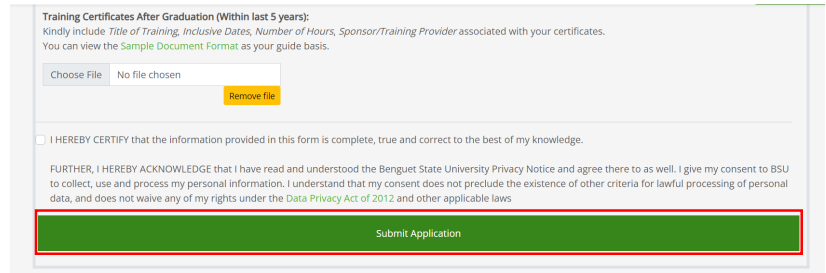 Training Certificates After Graduation (Within last 5 years):
Kindly include Title of Training, Inclusive Dates, Number of Hours, Sponsor/Training Provider associated with your certificates.
You can view the Sample Document Format as your guide basis.
Choose File No file chosen
Remove file
I HEREBY CERTIFY that the information provided in this form is complete, true and correct to the best of my knowledge.
FURTHER, I HEREBY ACKNOWLEDGE that I have read and understood the Benguet State University Privacy Notice and agree there to as well. I give my consent to BSU
to collect, use and process my personal information. I understand that my consent does not preclude the existence of other criteria for lawful processing of personal
data, and does not waive any of my rights under the Data Privacy Act of 2012 and other applicable laws
Submit Application